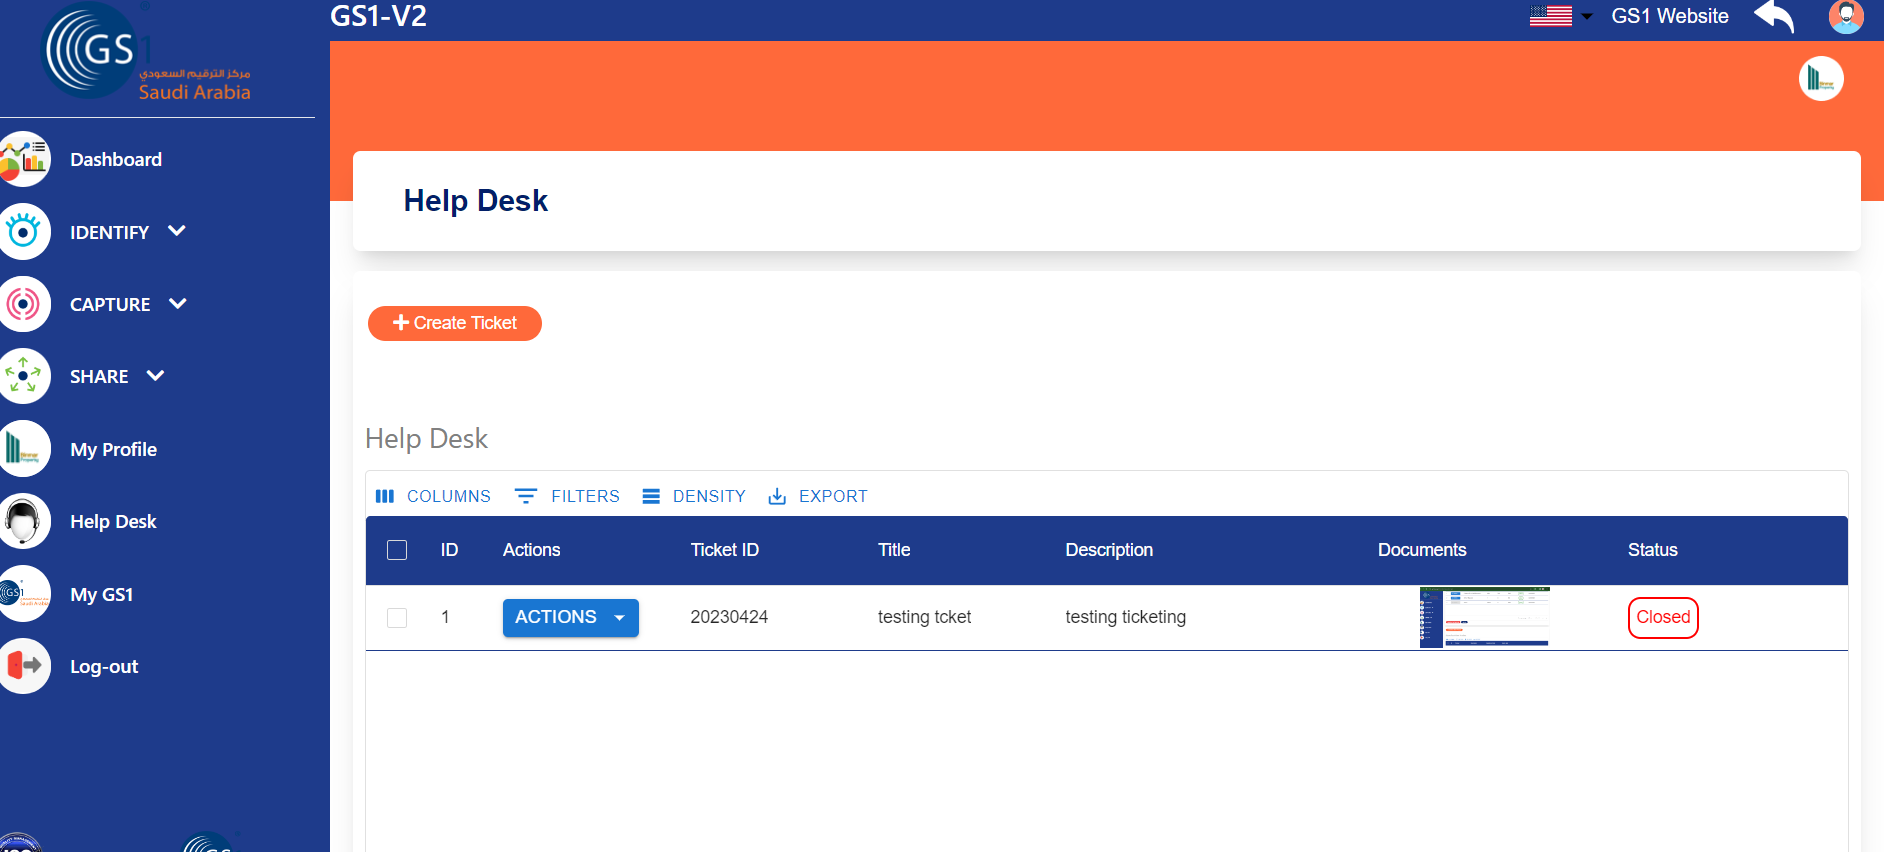 GS1-V2
GS1 Website
GS1
مركز الترقيم السعودي
Saudi Arabia
Dashboard
IDENTIFY
CAPTURE
SHARE
My Profile
Help Desk
My GS1
Log-out
Help Desk
Create Ticket
Help Desk
COLUMNS FILTERS DENSITY EXPORT
ID Actions Ticket ID Title Description Documents Status
1 ACTIONS 20230424 testing tcket testing ticketing Closed